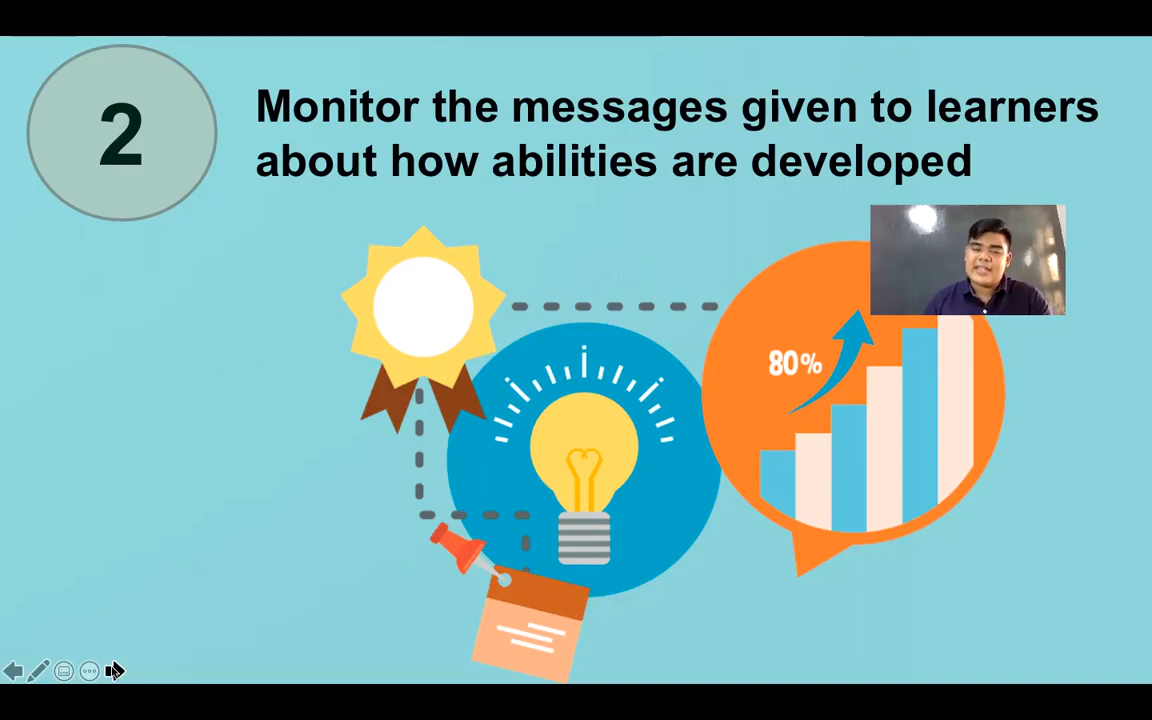 2
Monitor the messages given to learners
about how abilities are developed
80%